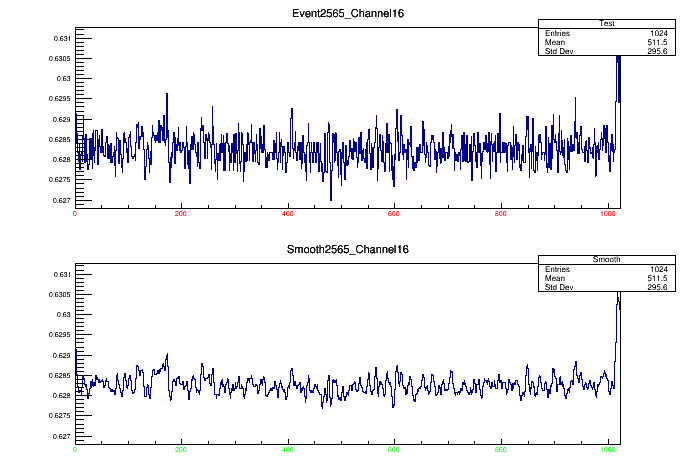 Event2565_Channel16
Test
Entries 1024
Mean 511.5
Std Dev 295.6
0.631
0.6305
0.63
0.6295
0.629
0.6285
0.628
0.6275
0.627
0 200 400 600 800 1000
Smooth2565_Channel16
Smooth
Entries 1024
Mean 511.5
Std Dev 295.6
0.631
0.6305
0.63
0.6295
0.629
0.6285
0.628
0.6275
0.627
0 200 400 600 800 1000